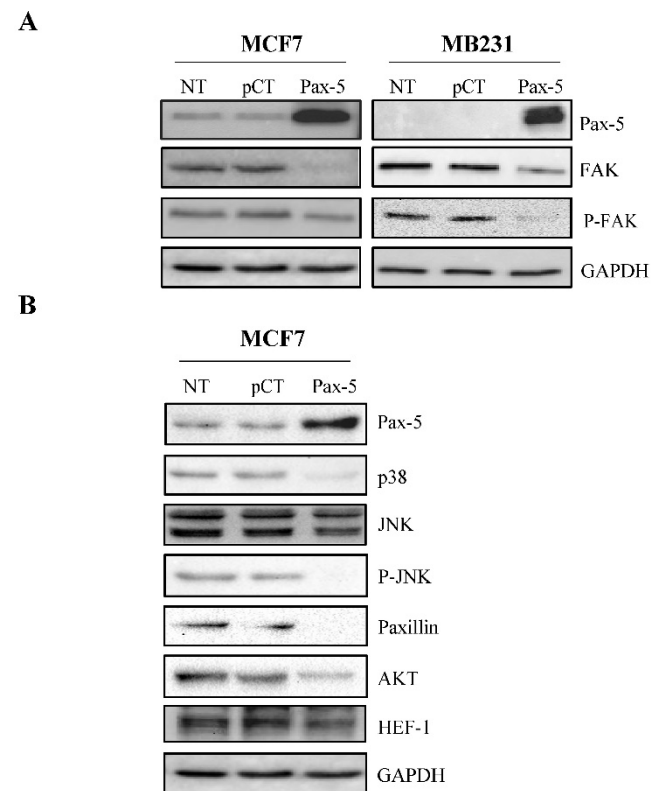 A
MCF7 MB231
NT pCT Pax-5 NT pCT Pax-5
Pax-5
FAK
P-FAK
GAPDH
B
MCF7
NT pCT Pax-5
Pax-5
p38
JNK
P-JNK
Paxillin
AKT
HEF-1
GAPDH